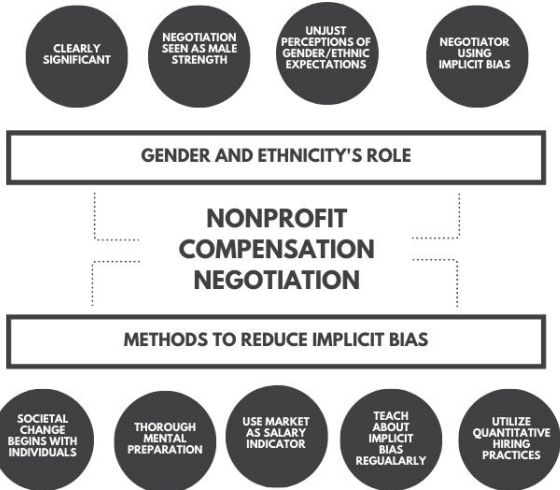 CLEARLY
SIGNIFICANT
NEGOTIATION
SEEN AS MALE
STRENGTH
UNJUST
PERCEPTIONS OF
GENDER/ETHNIC
EXPECTATIONS
NEGOTIATOR
USING
IMPLICIT BIAS
GENDER AND ETHNICITY'S ROLE
NONPROFIT
COMPENSATION
NEGOTIATION
METHODS TO REDUCE IMPLICIT BIAS
SOCIETAL
CHANGE
BEGINS WITH
INDIVIDUALS
THOROUGH
MENTAL
PREPARATION
USE MARKET
AS SALARY
INDICATOR
TEACH
ABOUT
IMPLICIT
BIAS
REGUALARLY
UTILIZE
QUANTITATIVE
HIRING
PRACTICES